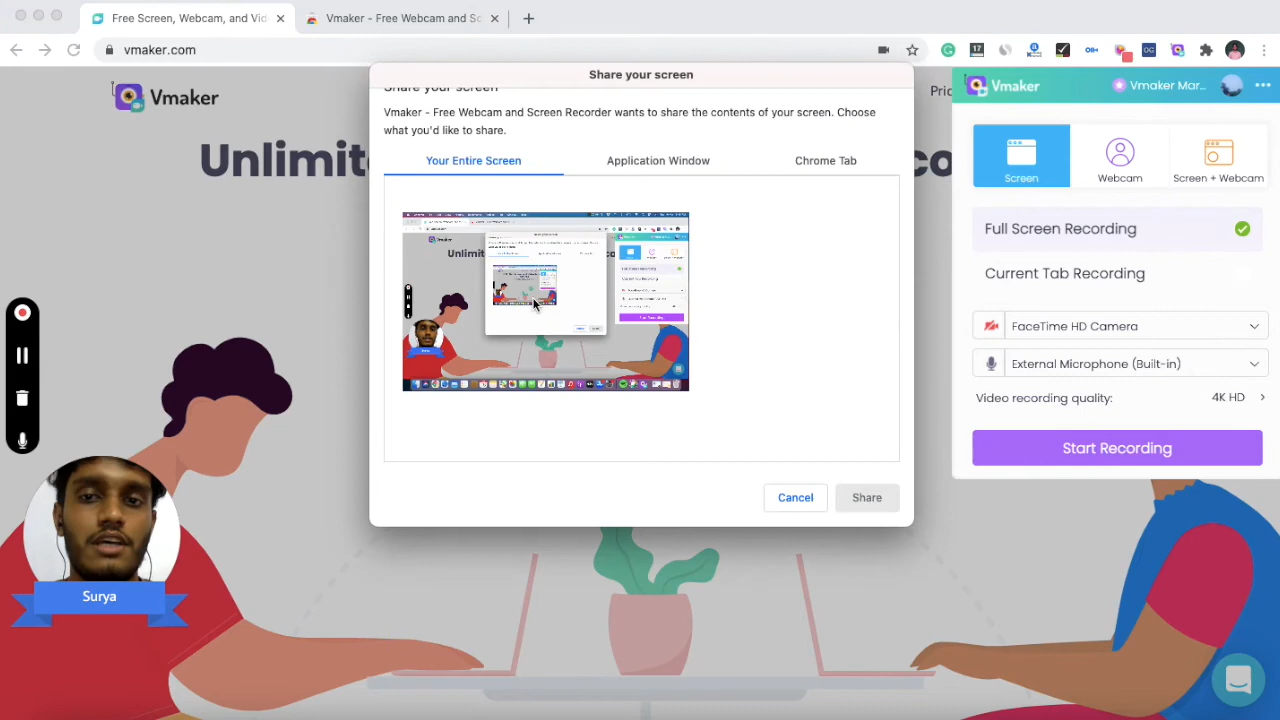 Free Screen, Webcam, and Vid
Vmaker - Free Webcam and Sc
vmaker.com
17
OG
Vmaker
Pric
Unlimite
co
Share your screen
Share your screen
Vmaker - Free Webcam and Screen Recorder wants to share the contents of your screen. Choose
what you'd like to share.
Your Entire Screen
Application Window
Chrome Tab
Cancel
Share
Vmaker
Vmaker Mar...
Screen
Webcam
Screen + Webcam
Full Screen Recording
Current Tab Recording
FaceTime HD Camera
External Microphone (Built-in)
Video recording quality:
4K HD
Start Recording
Surya